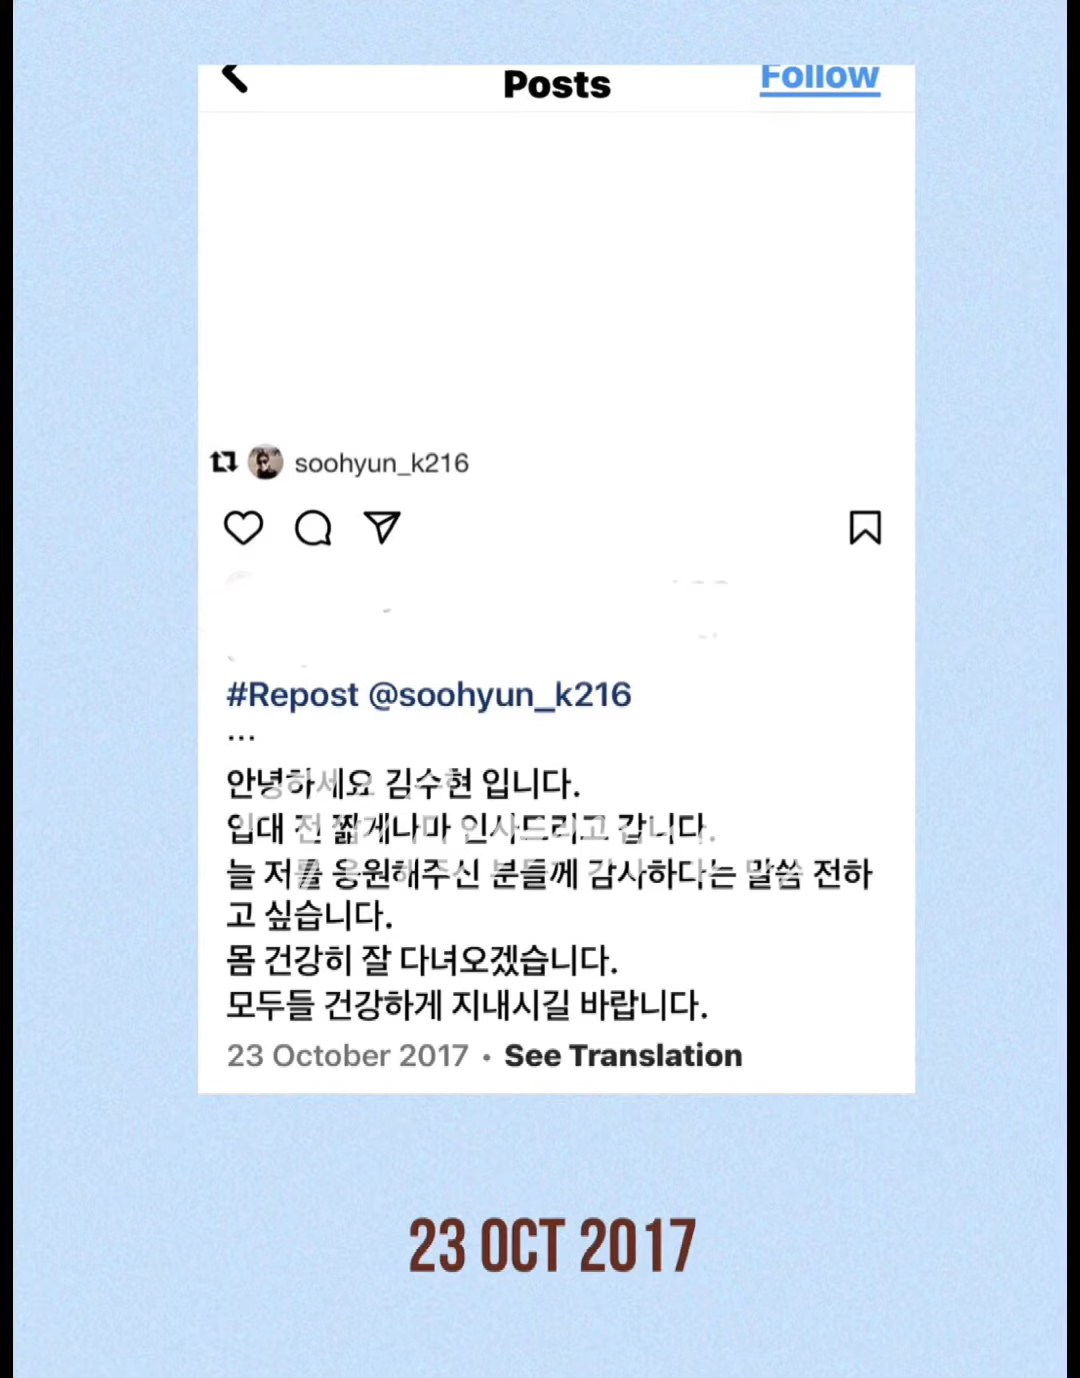 Posts
Follow
soohyun_k216
#Repost @soohyun_k216
...
안녕하세요 김수현 입니다.
입대 전 짧게나마 인사드리고 갑니다.
늘 저를 응원해주신 분들께 감사하다는 말씀 전하
고 싶습니다.
몸 건강히 잘 다녀오겠습니다.
모두들 건강하게 지내시길 바랍니다.
23 October 2017 • See Translation
23 OCT 2017